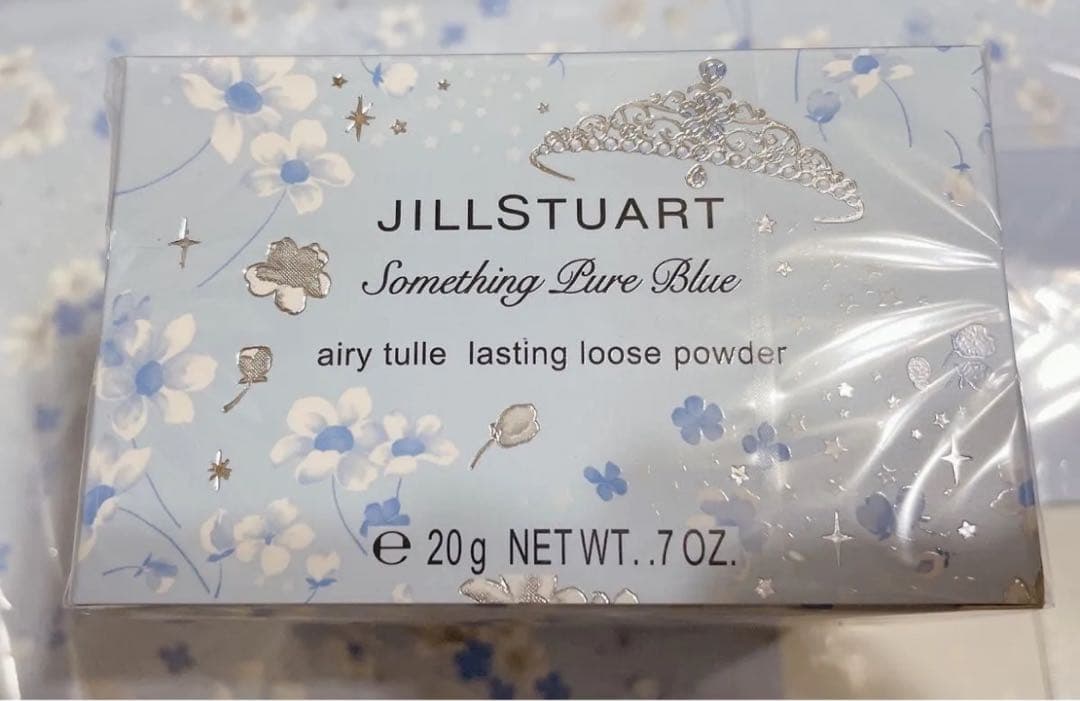 JILLSTUART
Something Pure Blue
airy tulle lasting loose powder
℮ 20g NET WT. .7 OZ.